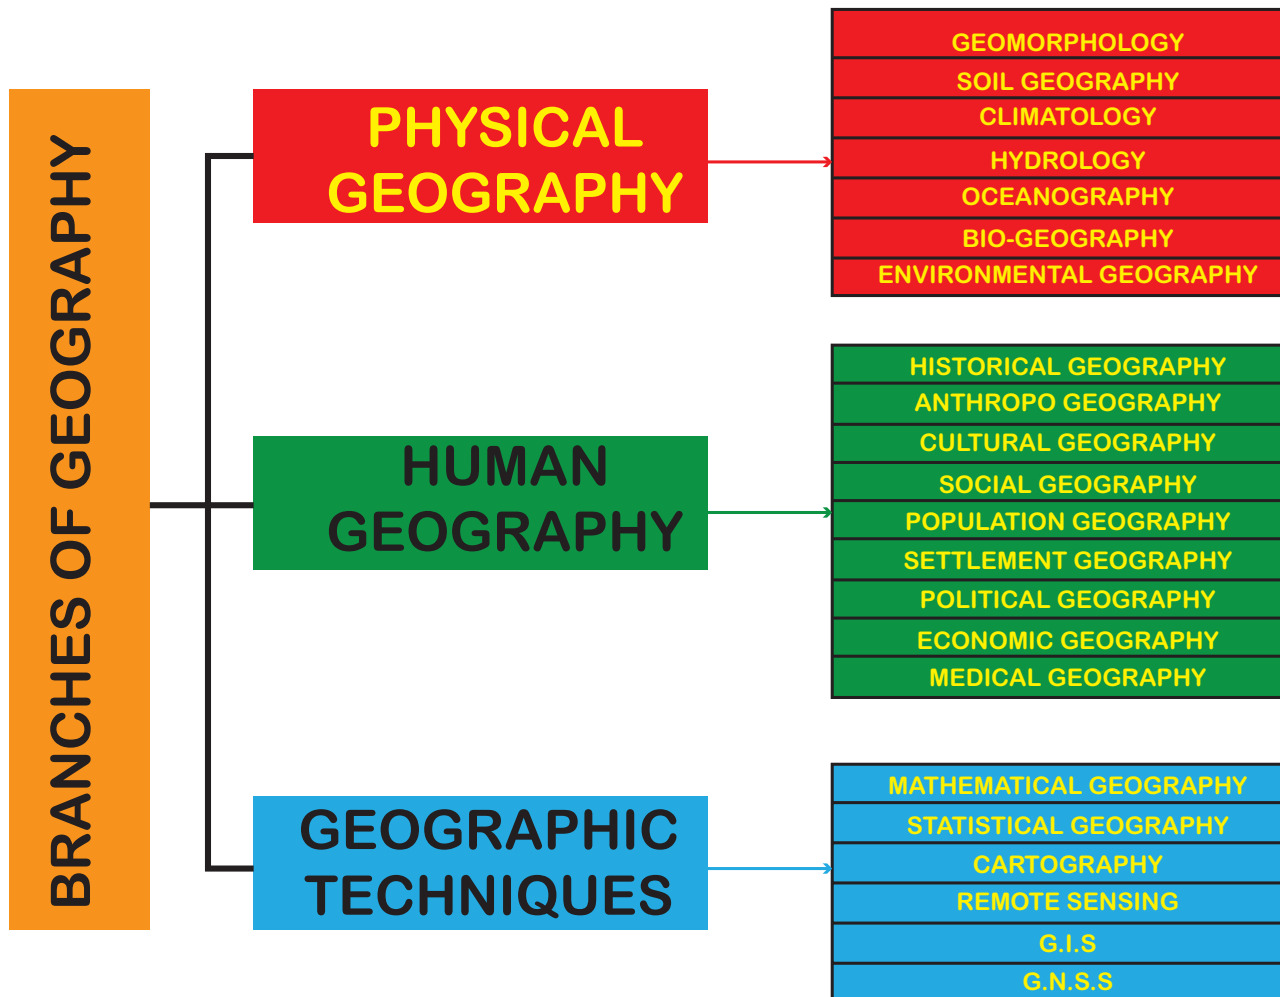 BRANCHES OF GEOGRAPHY
PHYSICAL
GEOGRAPHY
GEOMORPHOLOGY
SOIL GEOGRAPHY
CLIMATOLOGY
HYDROLOGY
OCEANOGRAPHY
BIO-GEOGRAPHY
ENVIRONMENTAL GEOGRAPHY
HUMAN
GEOGRAPHY
HISTORICAL GEOGRAPHY
ANTHROPO GEOGRAPHY
CULTURAL GEOGRAPHY
SOCIAL GEOGRAPHY
POPULATION GEOGRAPHY
SETTLEMENT GEOGRAPHY
POLITICAL GEOGRAPHY
ECONOMIC GEOGRAPHY
MEDICAL GEOGRAPHY
GEOGRAPHIC
TECHNIQUES
MATHEMATICAL GEOGRAPHY
STATISTICAL GEOGRAPHY
CARTOGRAPHY
REMOTE SENSING
G.I.S
G.N.S.S